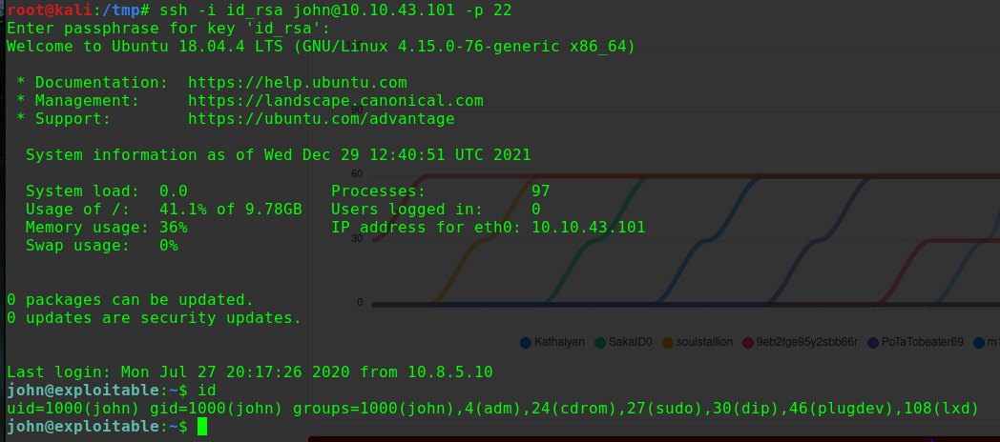 root@kali:/tmp# ssh -i id_rsa john@10.10.43.101 -p 22
Enter passphrase for key 'id_rsa':
Welcome to Ubuntu 18.04.4 LTS (GNU/Linux 4.15.0-76-generic x86_64)
* Documentation:  https://help.ubuntu.com
* Management:     https://landscape.canonical.com
90
* Support:        https://ubuntu.com/advantage
System information as of Wed Dec 29 12:40:51 UTC 2021
60
System load:  0.0               Processes:           97
Usage of /:   41.1% of 9.78GB   Users logged in:     0
Memory usage: 36%               IP address for eth0: 10.10.43.101
30
Swap usage:   0%
0 packages can be updated.
0
0 updates are security updates.
Kathaiyan SakalD0 soulstallion 9eb2fge95y2sbb66r PoTaTobeater69
Last login: Mon Jul 27 20:17:26 2020 from 10.8.5.10
john@exploitable:~$ id
uid=1000(john) gid=1000(john) groups=1000(john),4(adm),24(cdrom),27(sudo),30(dip),46(plugdev),108(lxd)
john@exploitable:~$